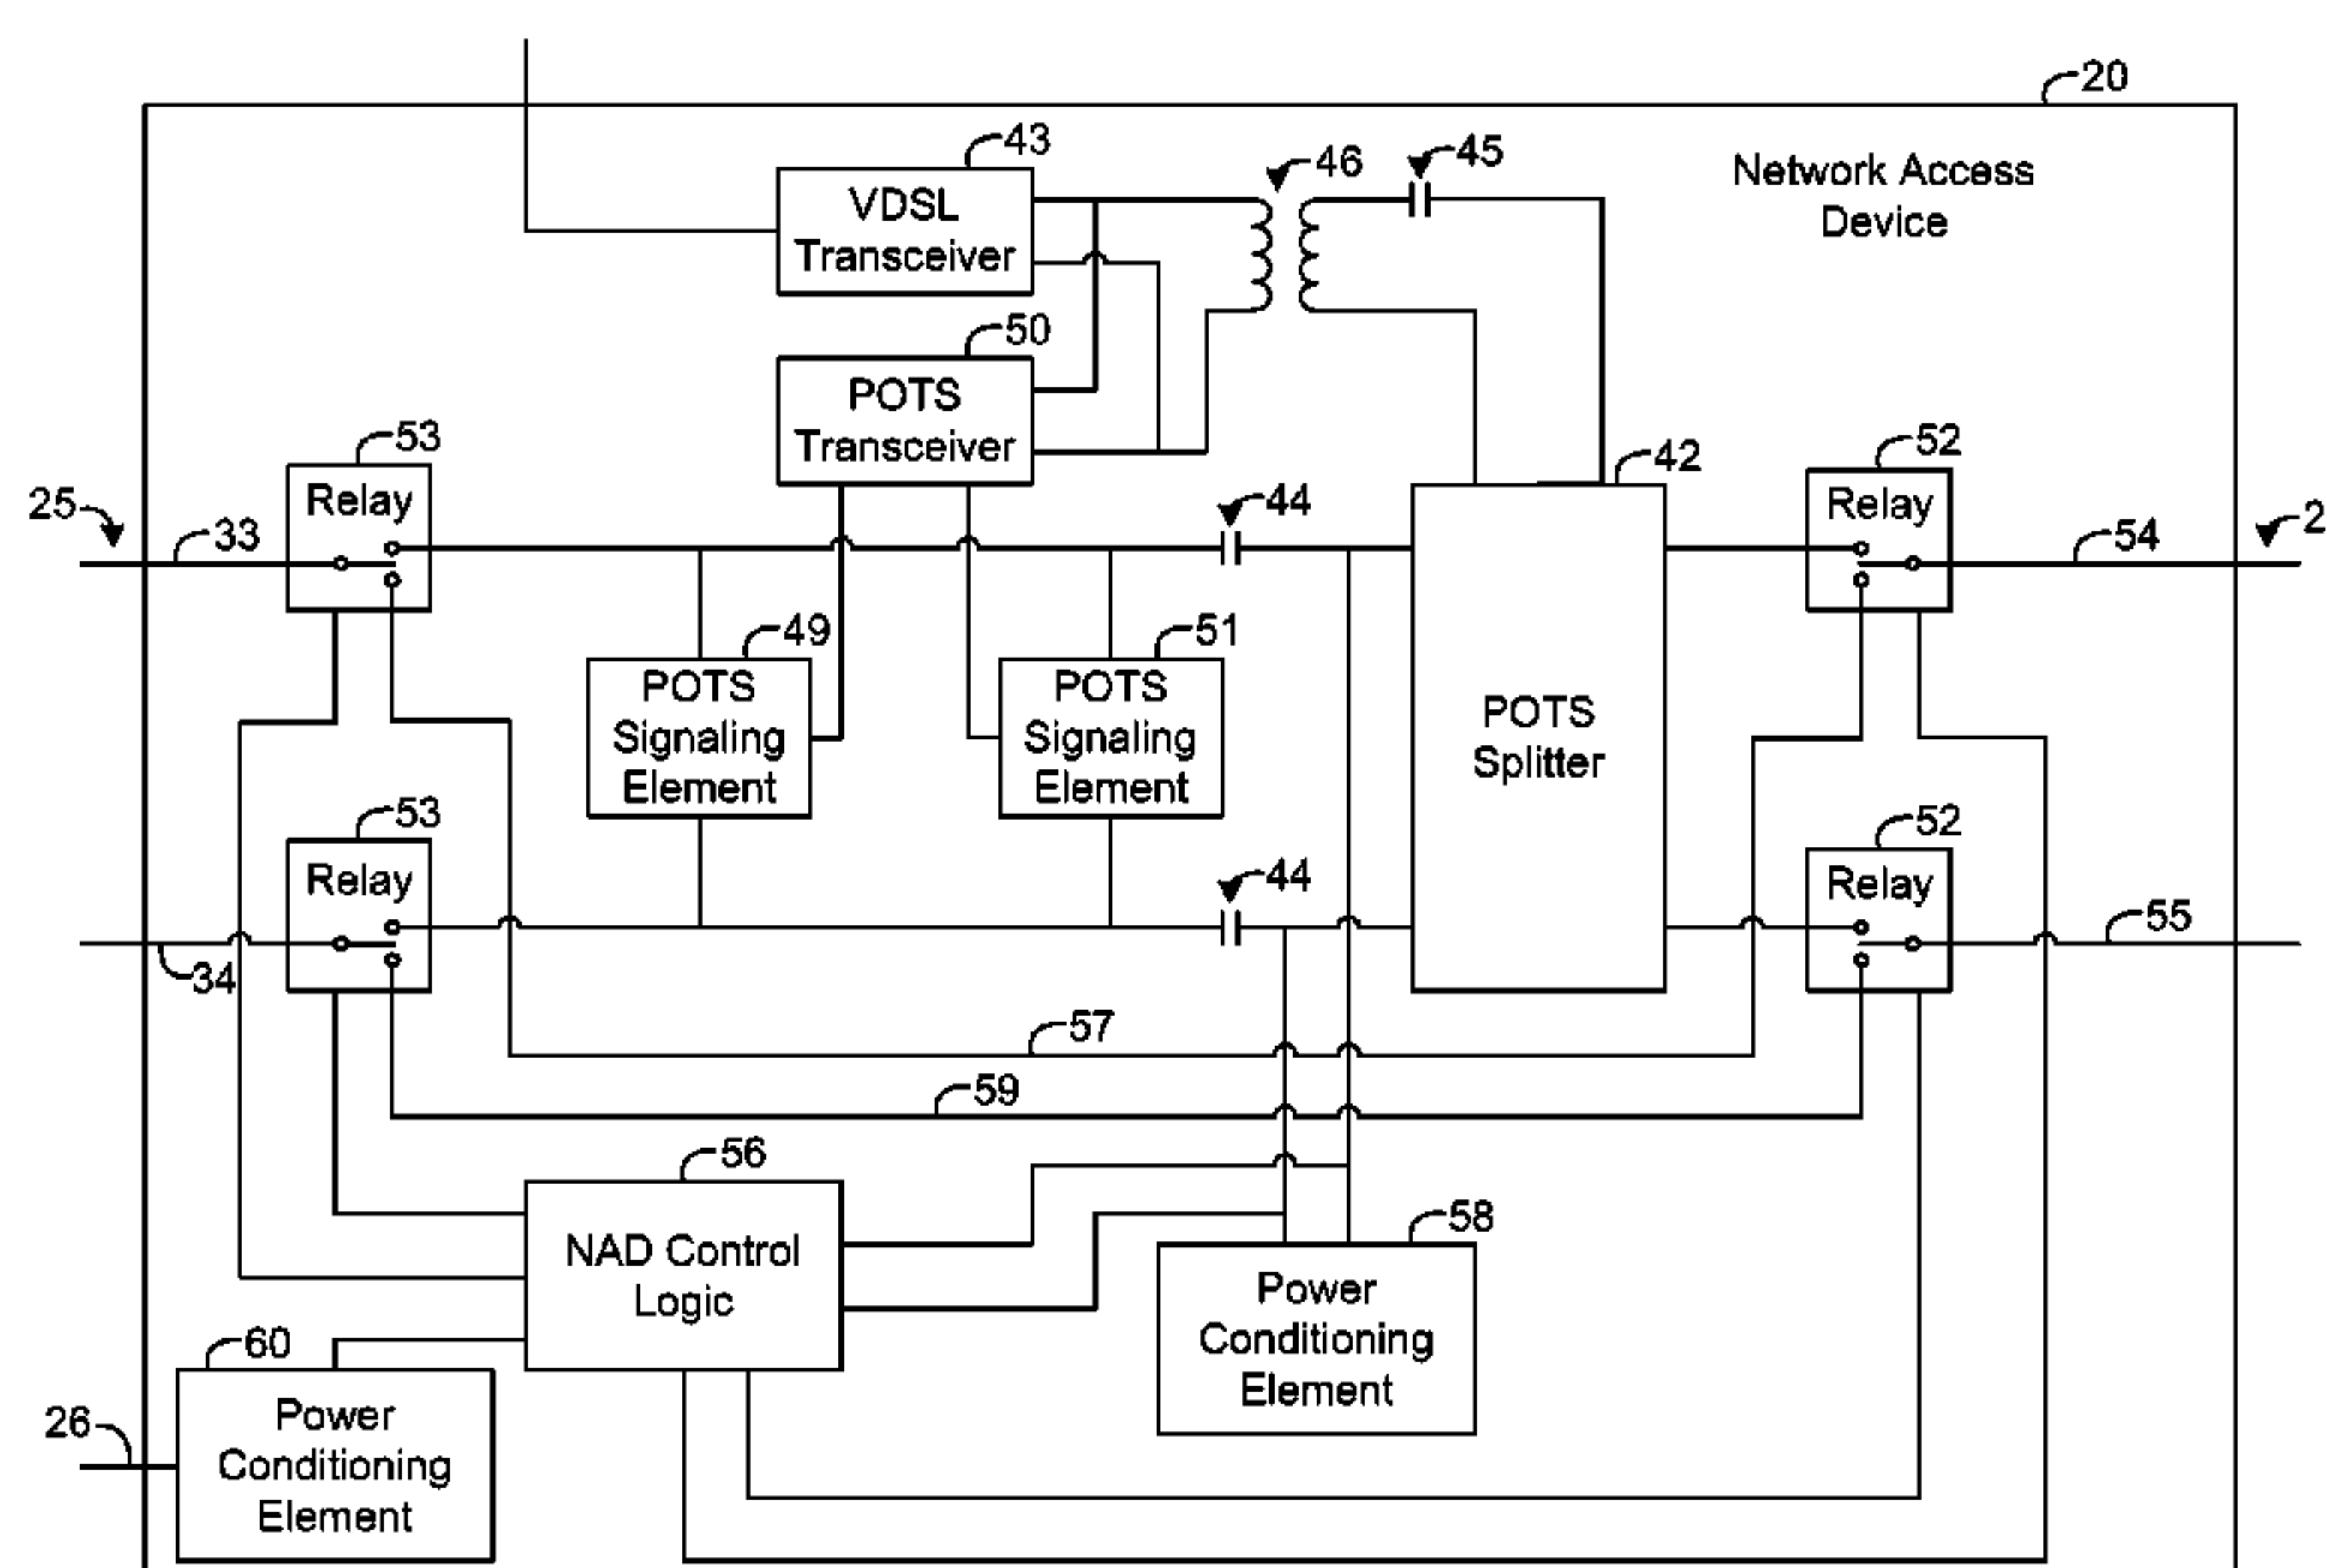 20
43
46
45
Network Access
Device
VDSL
Transceiver
50
POTS
Transceiver
53
42
52
25
33
Relay
44
Relay
54
2
49
51
POTS
Signaling
Element
POTS
Signaling
Element
POTS
Splitter
53
52
Relay
44
Relay
55
34
57
59
56
58
NAD Control
Logic
Power
Conditioning
Element
60
26
Power
Conditioning
Element